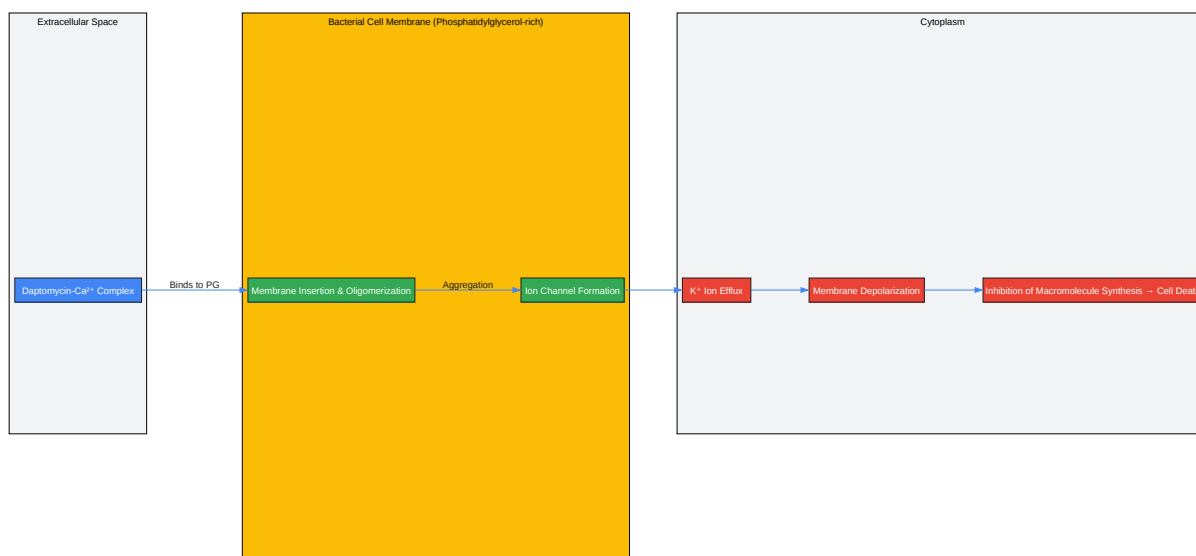 Extracellular Space
Bacterial Cell Membrane (Phosphatidylglycerol-rich)
Cytoplasm
Daptomycin-Ca²⁺ Complex
Binds to PG
Membrane Insertion & Oligomerization
Aggregation
Ion Channel Formation
K⁺ Ion Efflux
Membrane Depolarization
Inhibition of Macromolecule Synthesis → Cell Deat